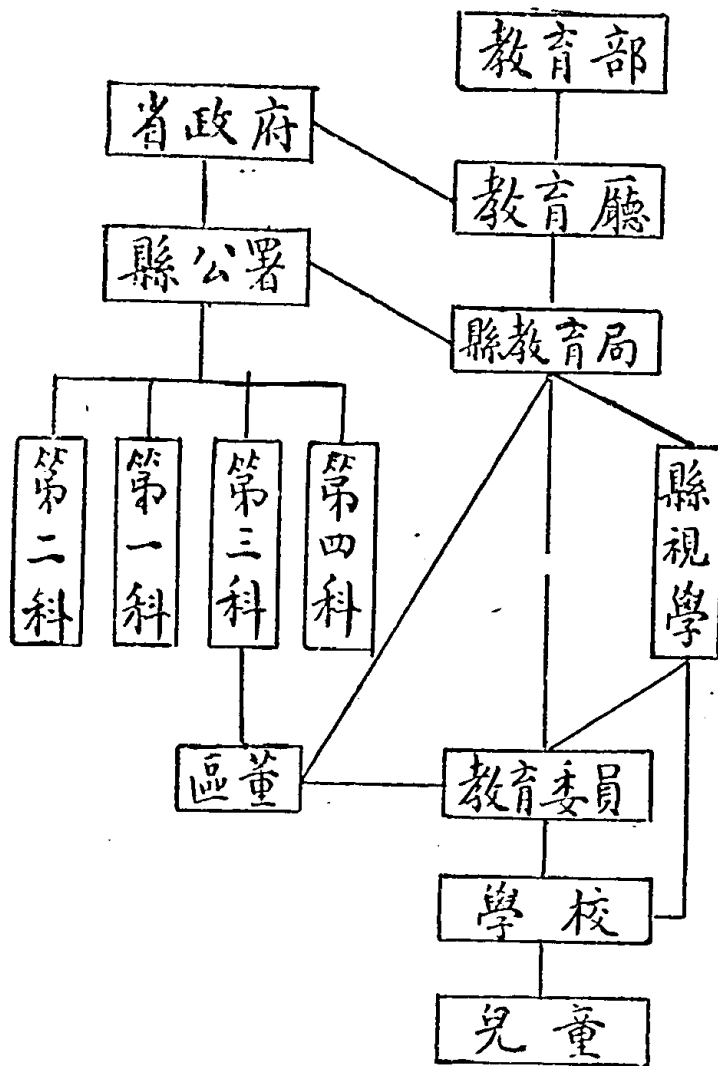 教育部
省政府
教育廳
縣公署
縣教育局
第二科
第一科
第三科
第四科
縣視學
區董
教育委員
學校
兒童